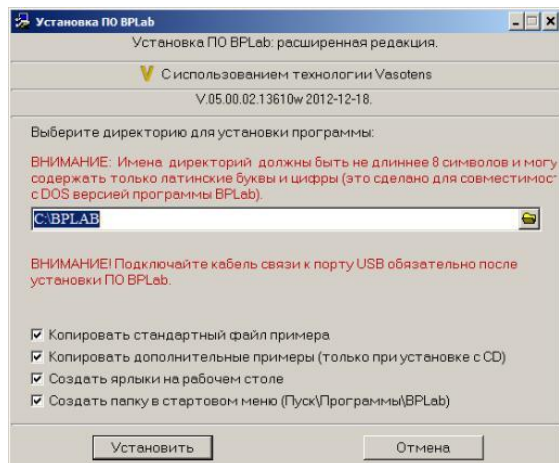 Установка ПО BPLab
Установка ПО BPLab: расширенная редакция.
С использованием технологии Vasotens
V.05.00.02.13610w 2012-12-18.
Выберите директорию для установки программы:
ВНИМАНИЕ: Имена директорий должны быть не длиннее 8 символов и могу
содержать только латинские буквы и цифры (это сделано для совместимос
с DOS версией программы BPLab).
C:\BPLAB
ВНИМАНИЕ! Подключайте кабель связи к порту USB обязательно после
установки ПО BPLab.
Копировать стандартный файл примера
Копировать дополнительные примеры (только при установке с CD)
Создать ярлыки на рабочем столе
Создать папку в стартовом меню (Пуск\Программы\BPLab)
Установить
Отмена